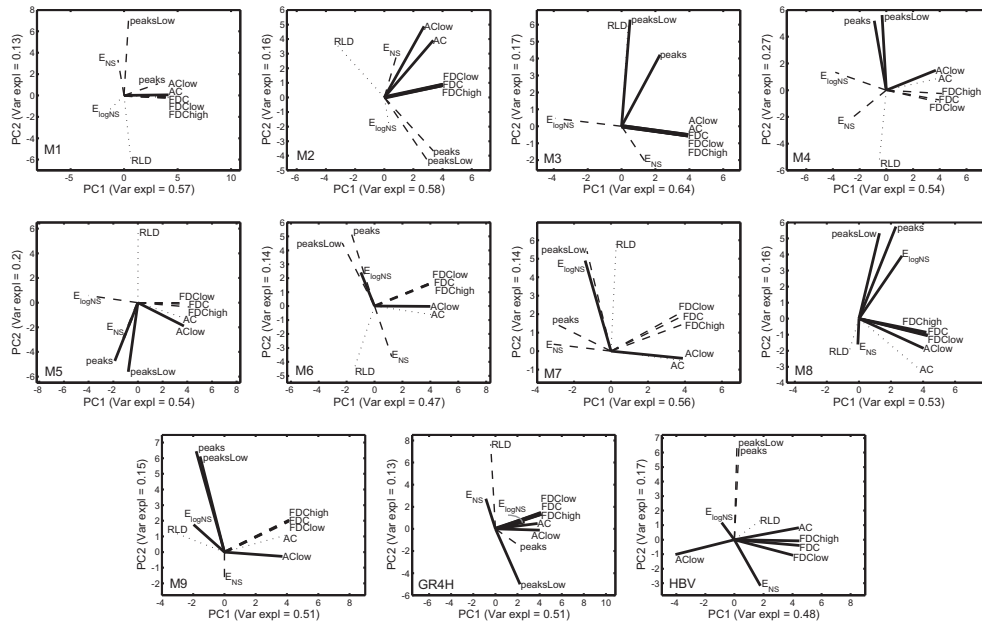 M1
PC2 (Var expl = 0.13)
8
6
4
2
0
-2
-4
-6
peaksLow
E_NS
peaks
AClow
AC
FDC
FDClow
FDChigh
E_logNS
RLD
-5 0 5 10
PC1 (Var expl = 0.57)
M2
PC2 (Var expl = 0.16)
RLD
AClow
E_NS
AC
FDClow
FDC
FDChigh
E_logNS
peaks
peaksLow
PC1 (Var expl = 0.58)
M3
PC2 (Var expl = 0.17)
peaksLow
peaks
E_logNS
AClow
AC
FDC
FDClow
FDChigh
E_NS
PC1 (Var expl = 0.64)
M4
PC2 (Var expl = 0.27)
peaksLow
peaks
E_logNS
AClow
AC
FDChigh
FDC
FDClow
E_NS
RLD
PC1 (Var expl = 0.54)
M5
PC2 (Var expl = 0.2)
RLD
E_logNS
FDClow
FDC
FDChigh
AC
AClow
E_NS
peaks
peaksLow
PC1 (Var expl = 0.54)
M6
PC2 (Var expl = 0.14)
peaks
peaksLow
E_logNS
FDClow
FDC
FDChigh
AClow
AC
E_NS
RLD
PC1 (Var expl = 0.47)
M7
PC2 (Var expl = 0.14)
RLD
peaksLow
E_logNS
FDClow
FDC
FDChigh
peaks
E_NS
AClow
AC
PC1 (Var expl = 0.56)
M8
PC2 (Var expl = 0.16)
peaks
peaksLow
E_logNS
FDChigh
FDC
FDClow
AClow
RLD
E_NS
AC
PC1 (Var expl = 0.53)
M9
PC2 (Var expl = 0.15)
peaks
peaksLow
E_logNS
FDChigh
FDC
FDClow
RLD
AC
AClow
E_NS
PC1 (Var expl = 0.51)
GR4H
PC2 (Var expl = 0.13)
RLD
E_NS
E_logNS
FDClow
FDC
FDChigh
AC
AClow
peaks
peaksLow
PC1 (Var expl = 0.51)
HBV
PC2 (Var expl = 0.17)
peaksLow
peaks
E_logNS
RLD
AC
FDChigh
FDC
FDClow
AClow
E_NS
PC1 (Var expl = 0.48)